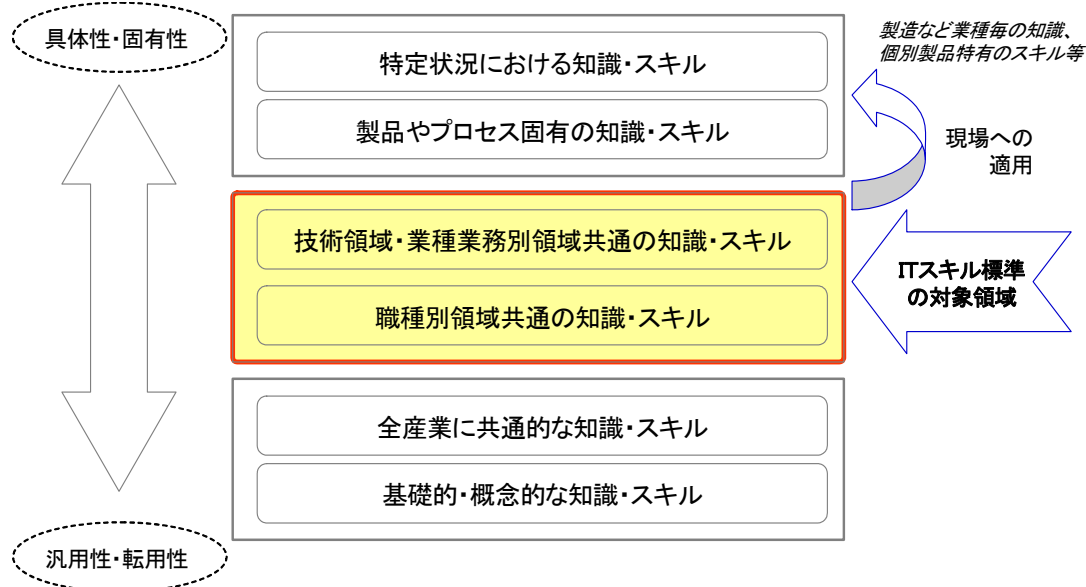 具体性・固有性
特定状況における知識・スキル
製品やプロセス固有の知識・スキル
製造など業種毎の知識、
個別製品特有のスキル等
現場への
適用
技術領域・業種業務別領域共通の知識・スキル
職種別領域共通の知識・スキル
ITスキル標準
の対象領域
全産業に共通的な知識・スキル
基礎的・概念的な知識・スキル
汎用性・転用性